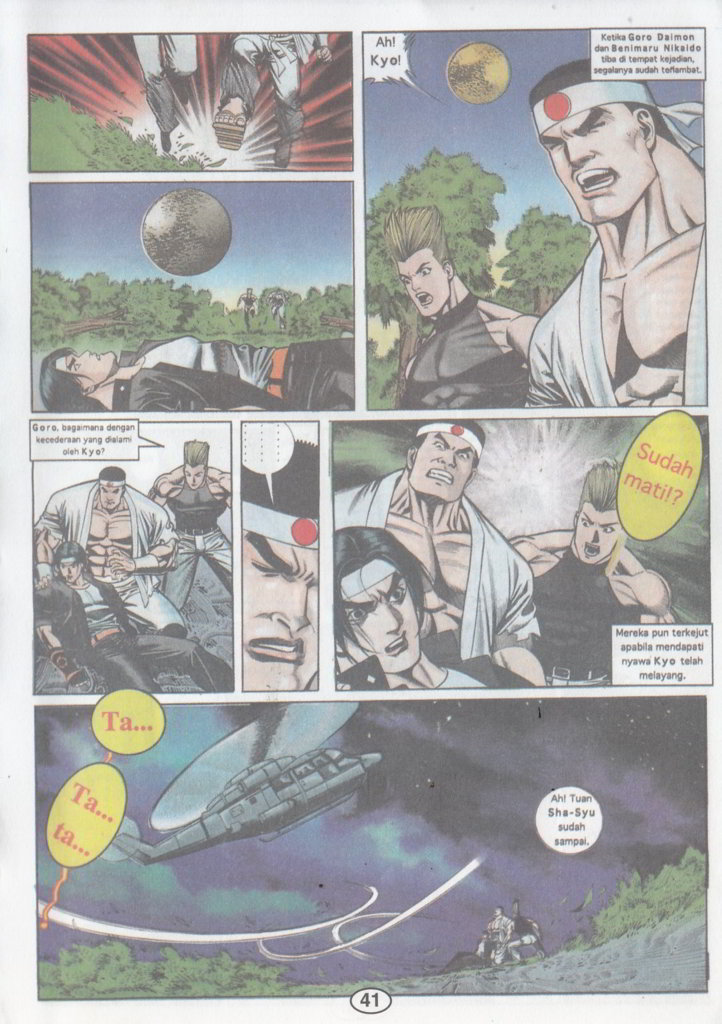 Ah!
Kyo!
Ketika Goro Daimon
dan Benimaru Nikaido
tiba di tempat kejadian,
segalanya sudah terlambat.
Goro, bagaimana dengan
kecederaan yang dialami
oleh Kyo?
Sudah
mati!?
Mereka pun terkejut
apabila mendapati
nyawa Kyo telah
melayang.
Ta...
Ta...
ta...
Ah! Tuan
Sha-Syu
sudah
sampai.
41